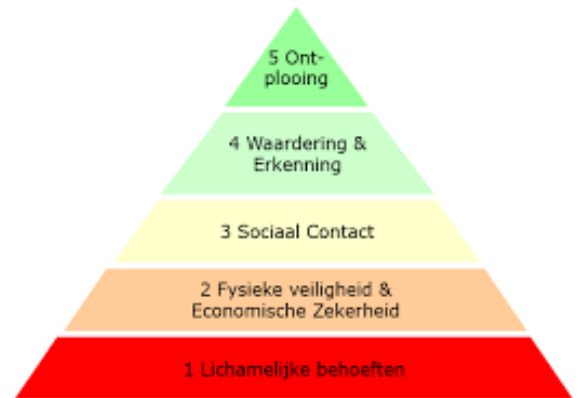 5 Ont-
plooing
4 Waardering &
Erkenning
3 Sociaal Contact
2 Fysieke veiligheid &
Economische Zekerheid
1 Lichamelijke behoeften